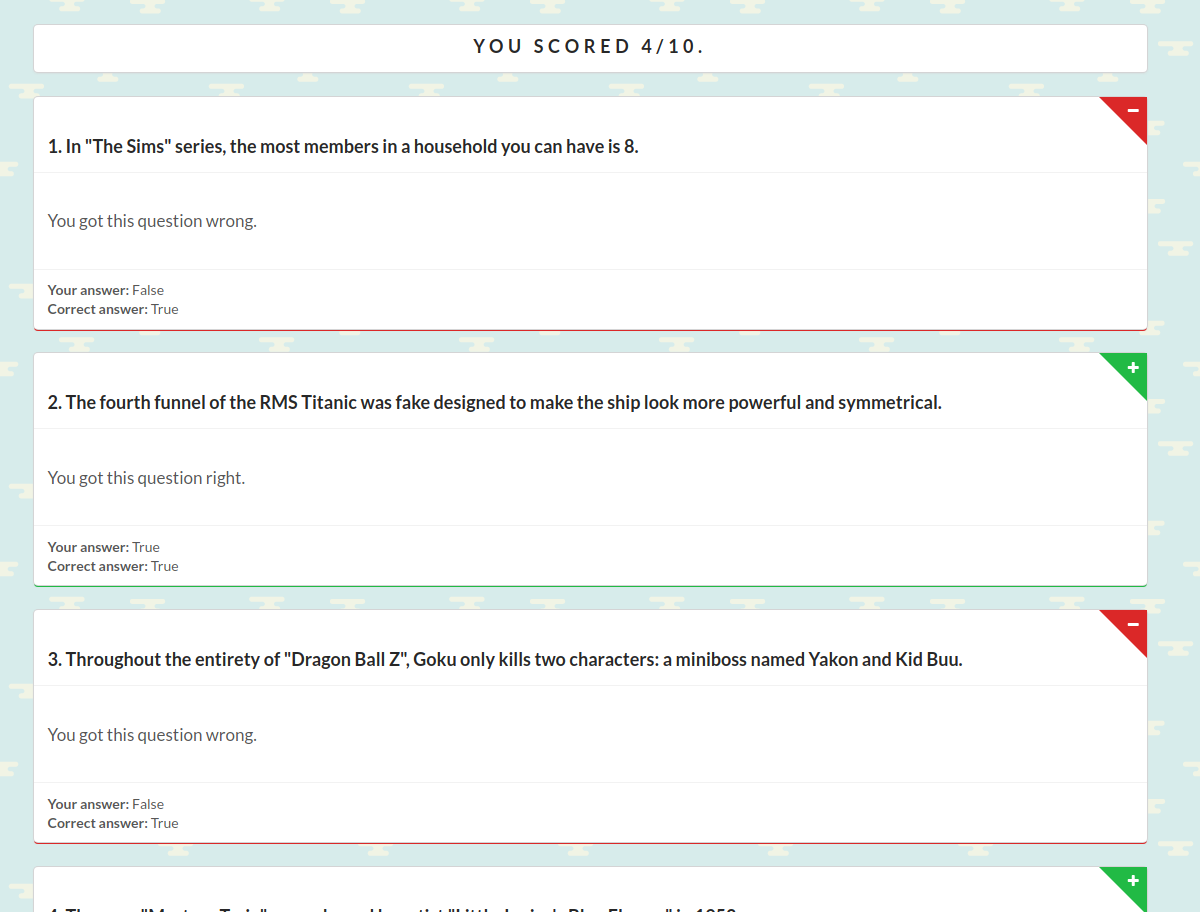 YOU SCORED 4/10.
1. In "The Sims" series, the most members in a household you can have is 8.
You got this question wrong.
Your answer: False
Correct answer: True
2. The fourth funnel of the RMS Titanic was fake designed to make the ship look more powerful and symmetrical.
You got this question right.
Your answer: True
Correct answer: True
3. Throughout the entirety of "Dragon Ball Z", Goku only kills two characters: a miniboss named Yakon and Kid Buu.
You got this question wrong.
Your answer: False
Correct answer: True